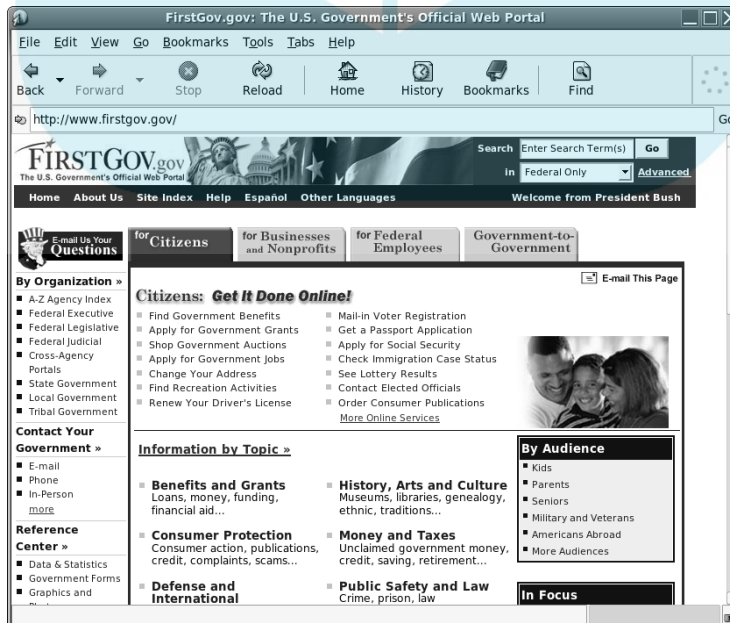 FirstGov.gov: The U.S. Government's Official Web Portal
File Edit View Go Bookmarks Tools Tabs Help
Back Forward Stop Reload Home History Bookmarks Find
http://www.firstgov.gov/
FIRSTGOV.gov
The U.S. Government's Official Web Portal
Search Enter Search Term(s) Go
in Federal Only Advanced
Home About Us Site Index Help Español Other Languages Welcome from President Bush
E-mail Us Your
Questions
for Citizens
for Businesses
and Nonprofits
for Federal
Employees
Government-to-
Government
By Organization »
A-Z Agency Index
Federal Executive
Federal Legislative
Federal Judicial
Cross-Agency
Portals
State Government
Local Government
Tribal Government
Contact Your
Government »
E-mail
Phone
In-Person
more
Reference
Center »
Data & Statistics
Government Forms
Graphics and
E-mail This Page
Citizens: Get It Done Online!
Find Government Benefits
Apply for Government Grants
Shop Government Auctions
Apply for Government Jobs
Change Your Address
Find Recreation Activities
Renew Your Driver's License
Mail-in Voter Registration
Get a Passport Application
Apply for Social Security
Check Immigration Case Status
See Lottery Results
Contact Elected Officials
Order Consumer Publications
More Online Services
Information by Topic »
Benefits and Grants
Loans, money, funding,
financial aid...
Consumer Protection
Consumer action, publications,
credit, complaints, scams...
Defense and
International
History, Arts and Culture
Museums, libraries, genealogy,
ethnic, traditions...
Money and Taxes
Unclaimed government money,
credit, saving, retirement...
Public Safety and Law
Crime, prison, law
By Audience
Kids
Parents
Seniors
Military and Veterans
Americans Abroad
More Audiences
In Focus